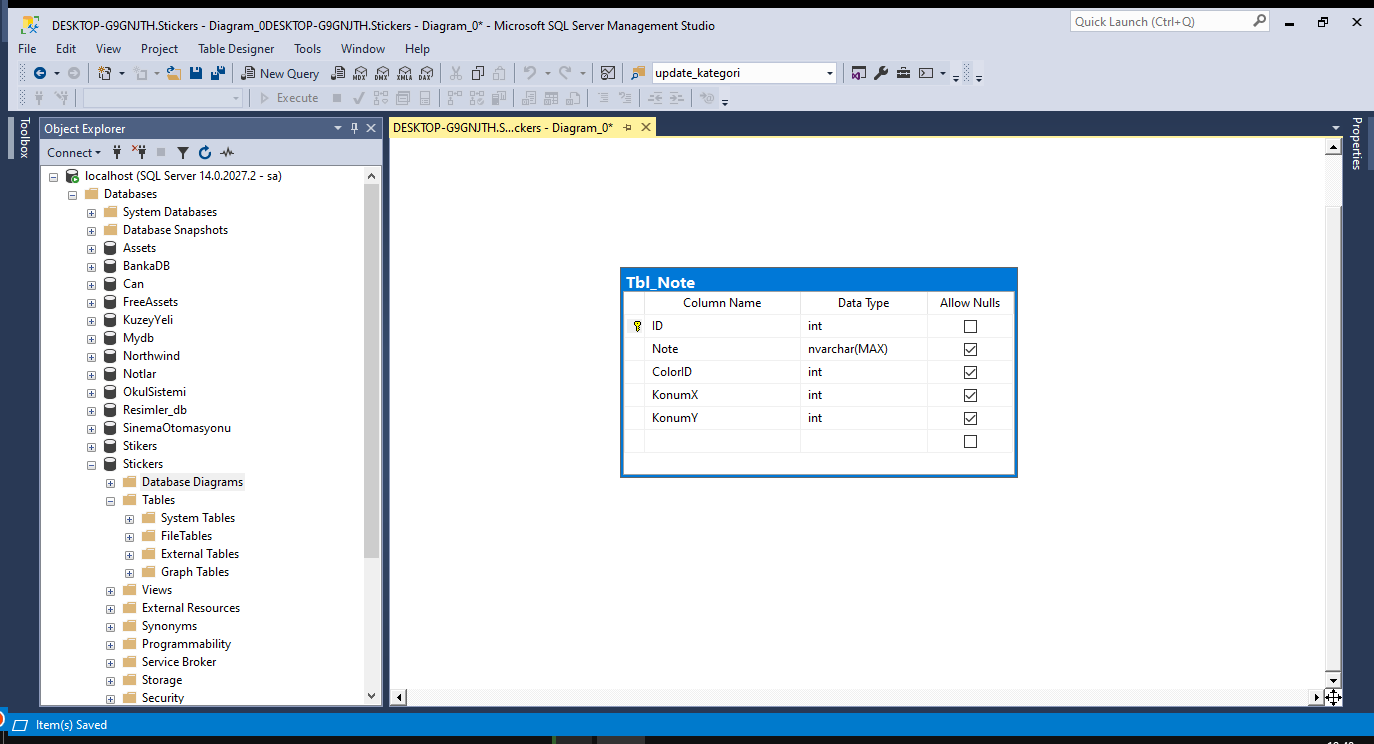 DESKTOP-G9GNJTH.Stickers - Diagram_0DESKTOP-G9GNJTH.Stickers - Diagram_0* - Microsoft SQL Server Management Studio
Quick Launch (Ctrl+Q)
File Edit View Project Table Designer Tools Window Help
New Query MDX DMX XMLA DAX update_kategori
Execute
Toolbox
Object Explorer
DESKTOP-G9GNJTH.S...ckers - Diagram_0*
Properties
Connect
localhost (SQL Server 14.0.2027.2 - sa)
Databases
System Databases
Database Snapshots
Assets
BankaDB
Can
FreeAssets
KuzeyYeli
Mydb
Northwind
Notlar
OkulSistemi
Resimler_db
SinemaOtomasyonu
Stikers
Stickers
Database Diagrams
Tables
System Tables
FileTables
External Tables
Graph Tables
Views
External Resources
Synonyms
Programmability
Service Broker
Storage
Security
Tbl_Note
Column Name Data Type Allow Nulls
ID int
Note nvarchar(MAX)
ColorID int
KonumX int
KonumY int
Item(s) Saved